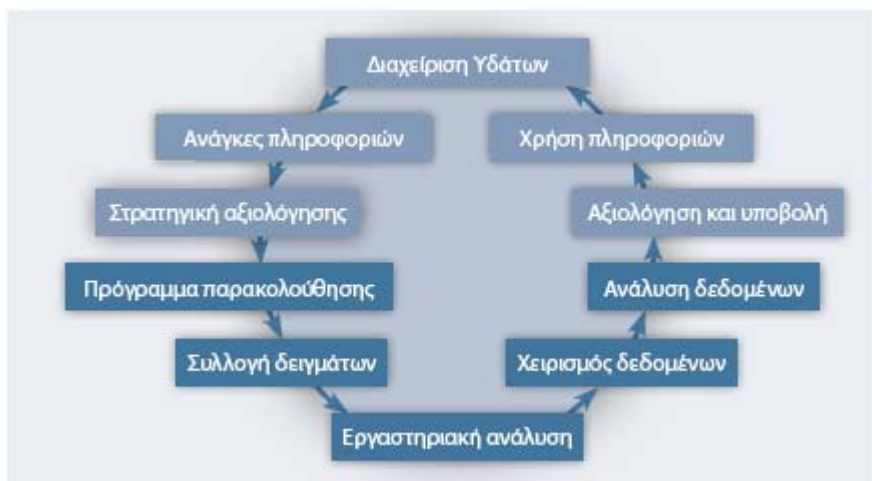 Διαχείριση Υδάτων
Ανάγκες πληροφοριών
Χρήση πληροφοριών
Στρατηγική αξιολόγησης
Αξιολόγηση και υποβολή
Πρόγραμμα παρακολούθησης
Ανάλυση δεδομένων
Συλλογή δειγμάτων
Χειρισμός δεδομένων
Εργαστηριακή ανάλυση